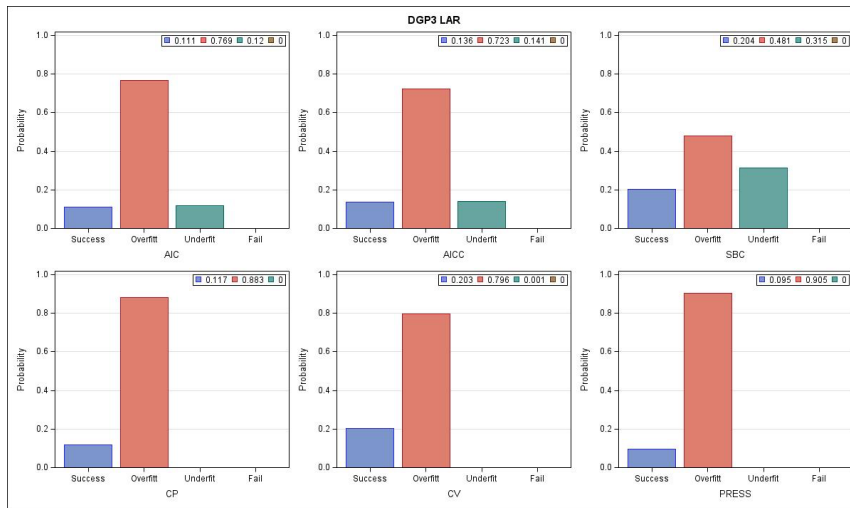 DGP3 LAR
0.111 0.769 0.12 0
1.0
0.8
0.6
0.4
0.2
0.0
Probability
Success Overfitt Underfit Fail
AIC
0.136 0.723 0.141 0
1.0
0.8
0.6
0.4
0.2
0.0
Probability
Success Overfitt Underfit Fail
AICC
0.204 0.481 0.315 0
1.0
0.8
0.6
0.4
0.2
0.0
Probability
Success Overfitt Underfit Fail
SBC
0.117 0.883 0
1.0
0.8
0.6
0.4
0.2
0.0
Probability
Success Overfitt Underfit Fail
CP
0.203 0.796 0.001 0
1.0
0.8
0.6
0.4
0.2
0.0
Probability
Success Overfitt Underfit Fail
CV
0.095 0.905 0
1.0
0.8
0.6
0.4
0.2
0.0
Probability
Success Overfitt Underfit Fail
PRESS